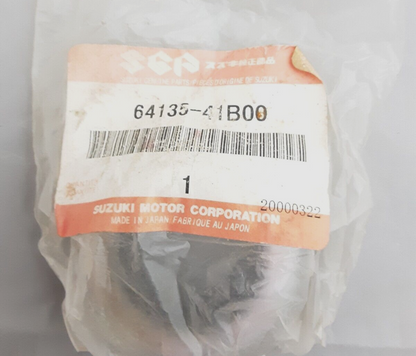 64135-41B00
1
20000322
SUZUKI MOTOR CORPORATION
MADE IN JAPAN FABRIQUE AU JAPON